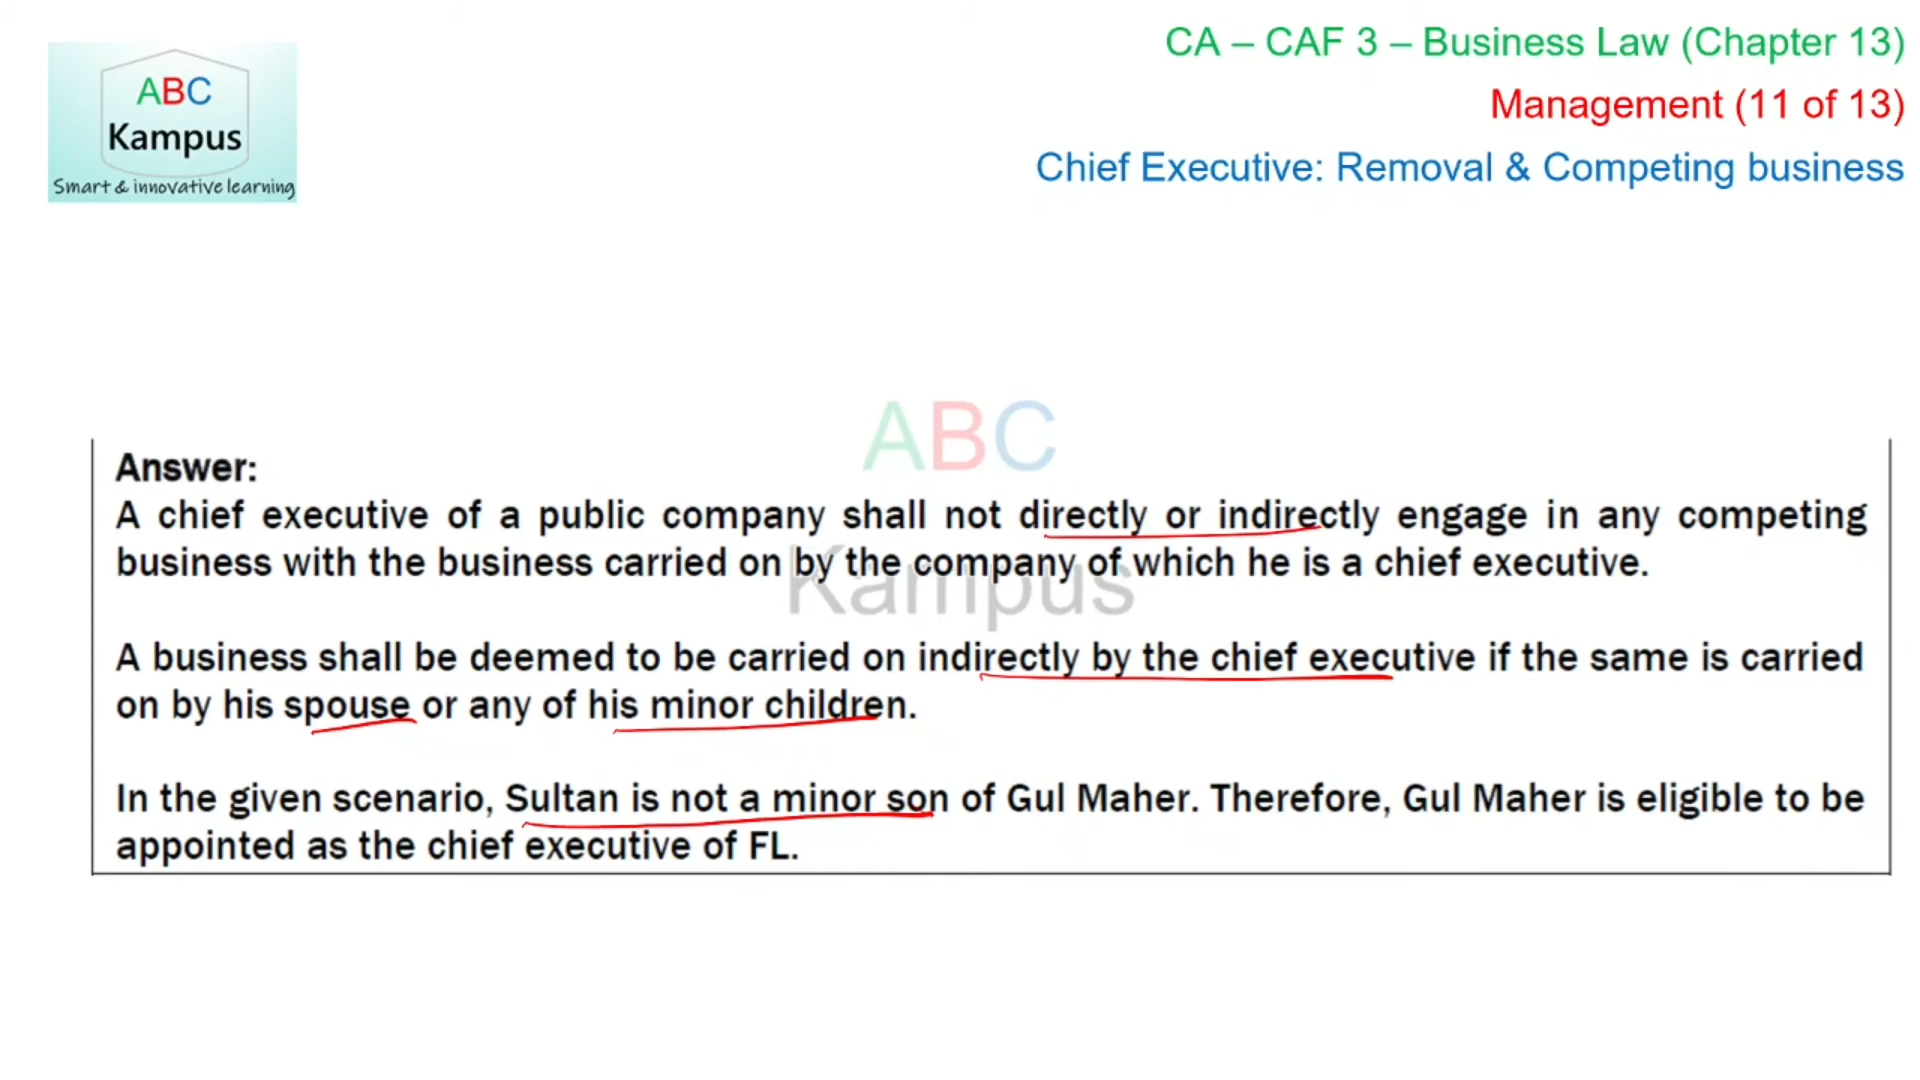 ABC
Kampus
Smart & innovative learning
CA – CAF 3 – Business Law (Chapter 13)
Management (11 of 13)
Chief Executive: Removal & Competing business
ABC
Kampus
Answer:
A chief executive of a public company shall not directly or indirectly engage in any competing
business with the business carried on by the company of which he is a chief executive.
A business shall be deemed to be carried on indirectly by the chief executive if the same is carried
on by his spouse or any of his minor children.
In the given scenario, Sultan is not a minor son of Gul Maher. Therefore, Gul Maher is eligible to be
appointed as the chief executive of FL.